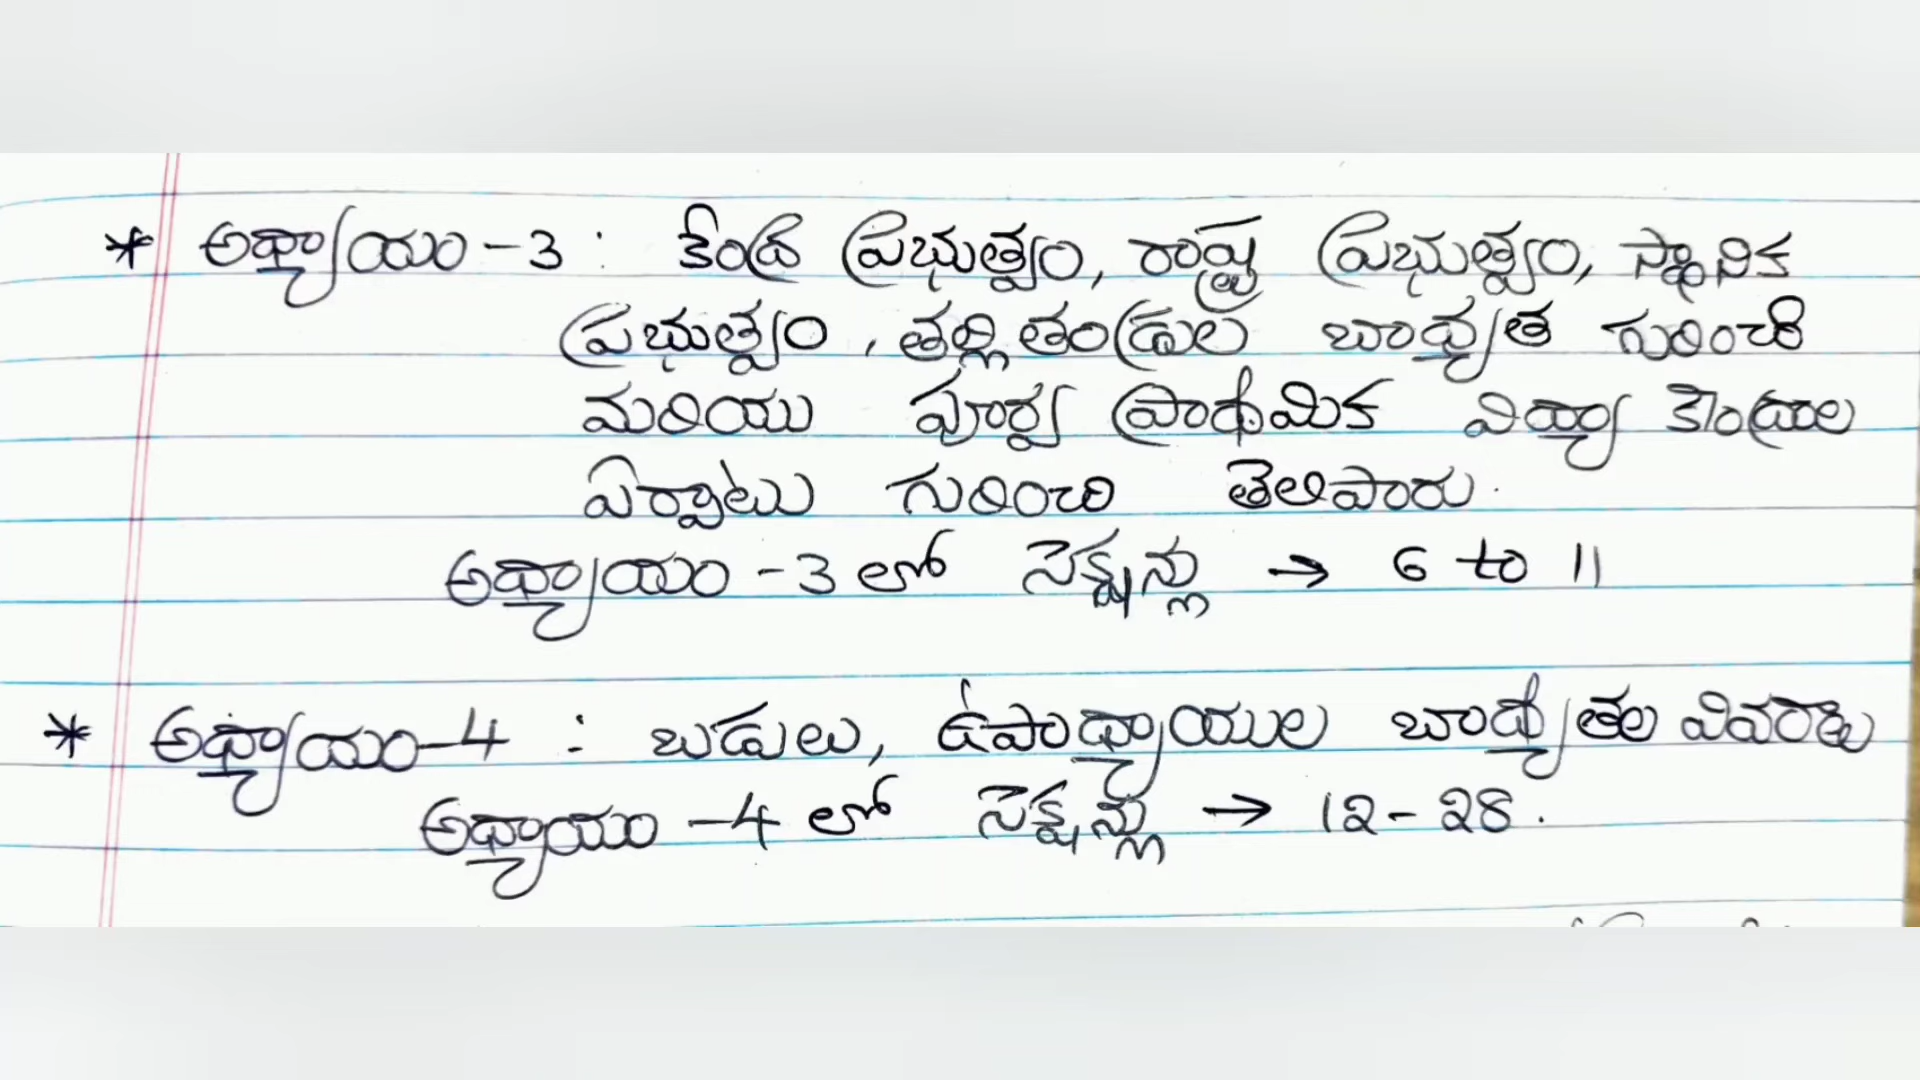 * అధ్యాయం -3 : కేంద్ర ప్రభుత్వం, రాష్ట్ర ప్రభుత్వం, స్థానిక
ప్రభుత్వం, తల్లితండ్రుల బాధ్యత గురించి
మరియు పూర్వ ప్రాథమిక విద్యా కేంద్రాల
ఏర్పాటు గురించి తెలిపారు.
అధ్యాయం -3 లో సెక్షన్లు → 6 to 11
* అధ్యాయం-4 : బడులు, ఉపాధ్యాయుల బాధ్యతల వివరాలు
అధ్యాయం -4 లో సెక్షన్లు → 12-28.